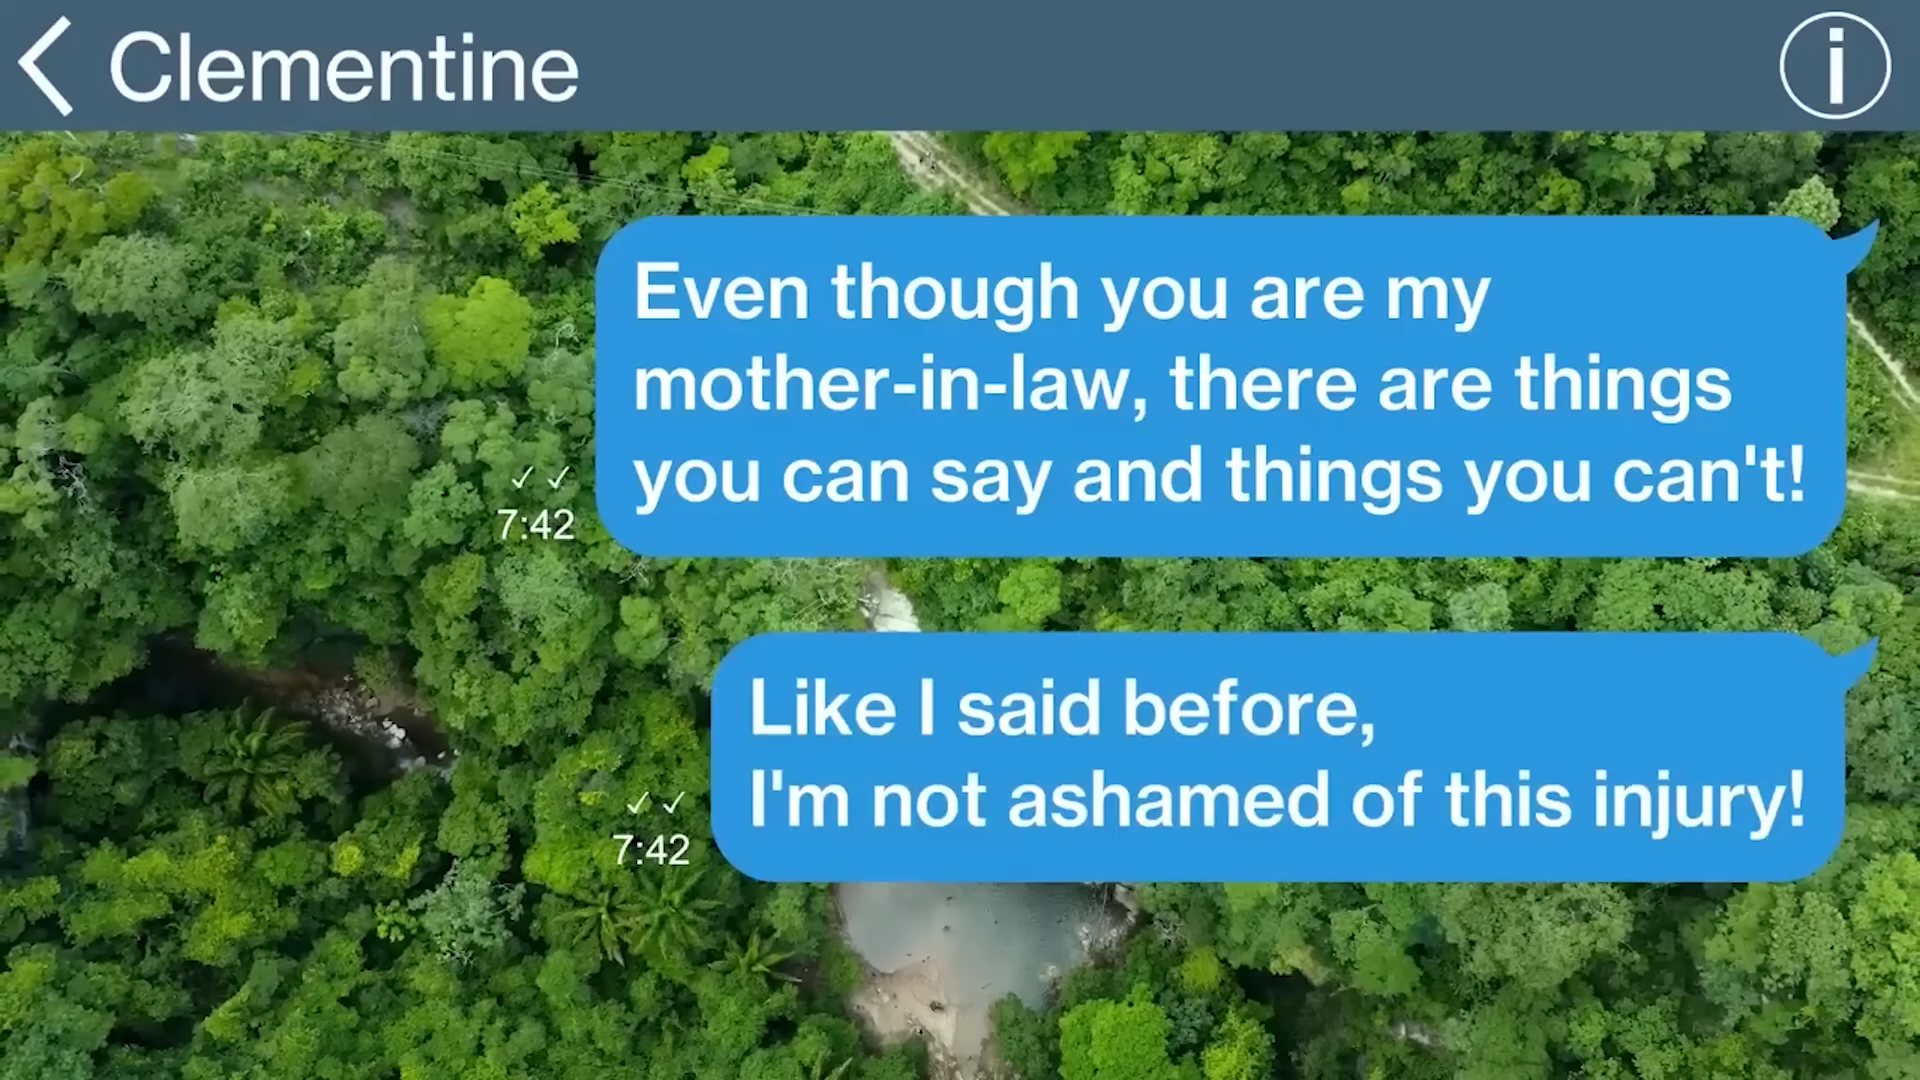 Clementine
Even though you are my
mother-in-law, there are things
you can say and things you can't!
✓ ✓
7:42
Like I said before,
I'm not ashamed of this injury!
✓ ✓
7:42